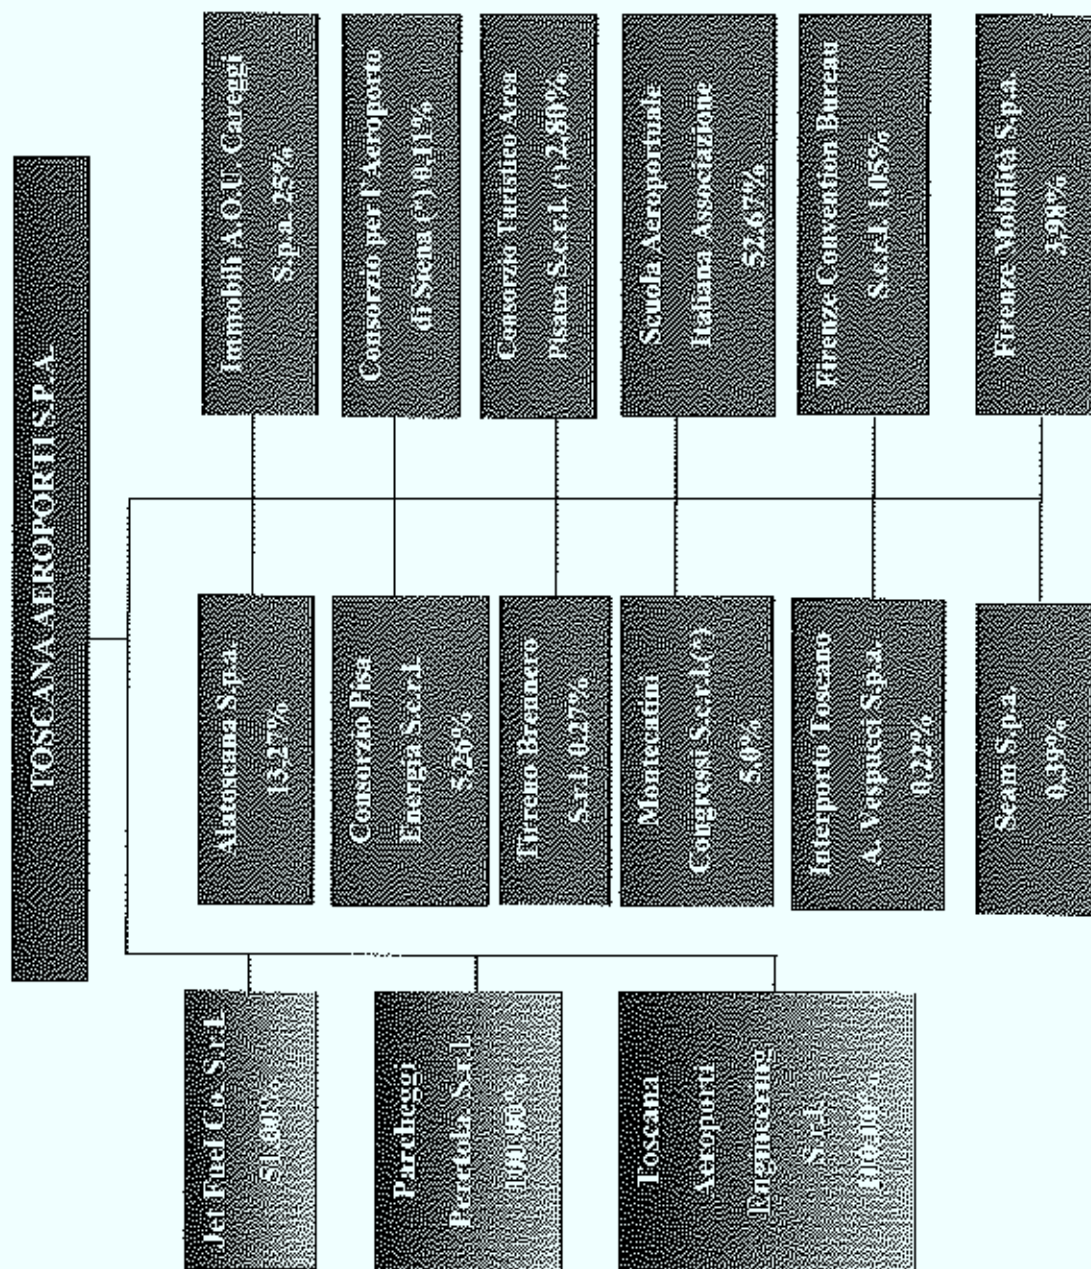 TOSCANA AEROPORTI S.P.A.
Jet Fuel Co. S.r.l.
51.00%
Parcheggi
Peretola S.r.l.
100.00%
Toscana
Aeroporti
Engineering
S.r.l.
100.00%
Alatoscana S.p.a.
13.27%
Consorzio Pisa
Energia S.c.r.l.
5.26%
Tirreno Brennero
S.r.l. 0.27%
Montecatini
Congressi S.c.r.l.(*)
5.0%
Interporto Toscano
A. Vespucci S.p.a.
0,22%
Seam S.p.a.
0,39%
Immobili A.O.U. Careggi
S.p.a. 25%
Consorzio per l'Aeroporto
di Siena (*) 0,11%
Consorzio Turistico Area
Pisana S.c.r.l. (*) 2.80%
Scuola Aeroportuale
Italiana Associazione
52.67%
Firenze Convention Bureau
S.c.r.l. 1.05%
Firenze Mobilità S.p.a.
3,98%